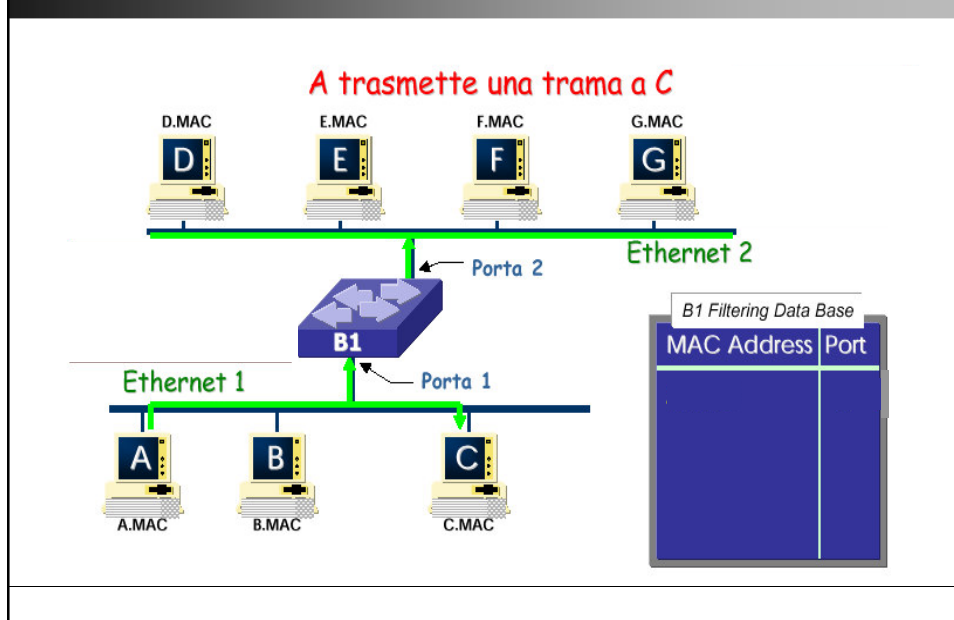 A trasmette una trama a C
D.MAC
E.MAC
F.MAC
G.MAC
D
E
F
G
Ethernet 2
Porta 2
B1 Filtering Data Base
MAC Address Port
B1
Ethernet 1
Porta 1
A
B
C
A.MAC
B.MAC
C.MAC